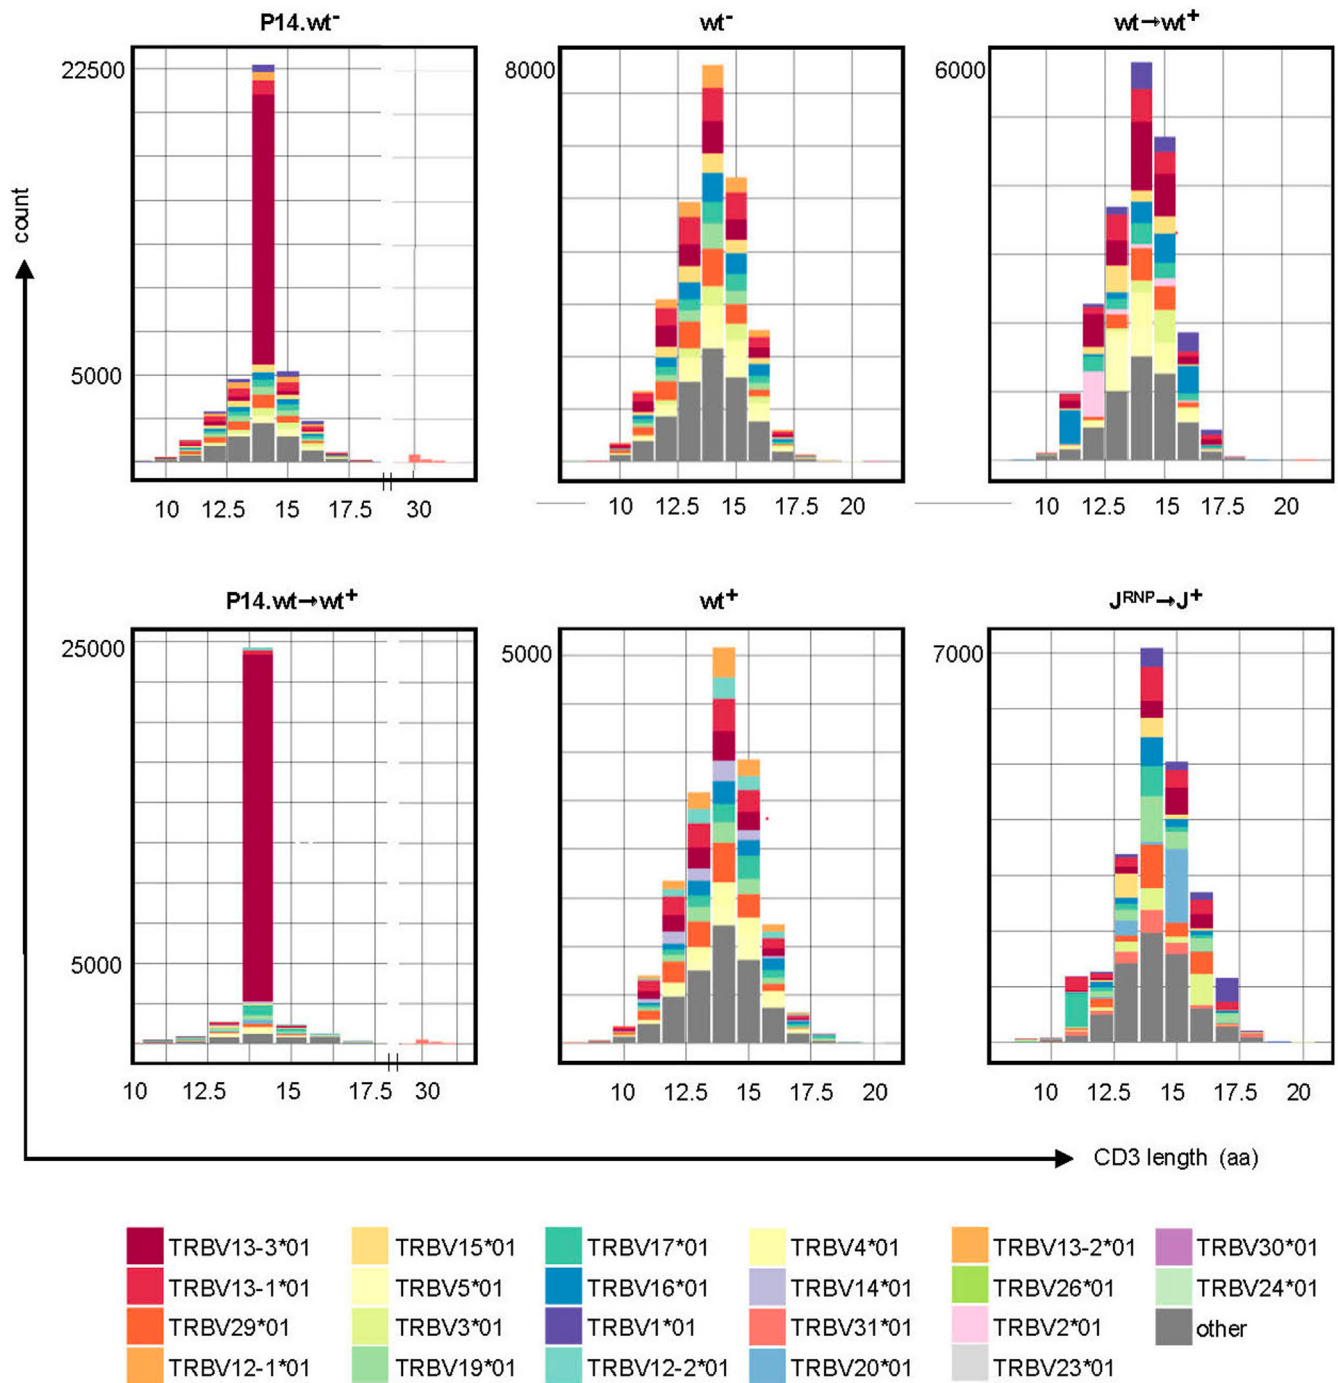 P14.wt- wt- wt→wt+
22500 8000 6000
5000
count
10 12.5 15 17.5 30 10 12.5 15 17.5 20 10 12.5 15 17.5 20
P14.wt→wt+ wt+ JRNP→J+
25000 5000 7000
5000
10 12.5 15 17.5 30 10 12.5 15 17.5 20 10 12.5 15 17.5 20
CD3 length (aa)
TRBV13-3*01 TRBV15*01 TRBV17*01 TRBV4*01 TRBV13-2*01 TRBV30*01
TRBV13-1*01 TRBV5*01 TRBV16*01 TRBV14*01 TRBV26*01 TRBV24*01
TRBV29*01 TRBV3*01 TRBV1*01 TRBV31*01 TRBV2*01 other
TRBV12-1*01 TRBV19*01 TRBV12-2*01 TRBV20*01 TRBV23*01